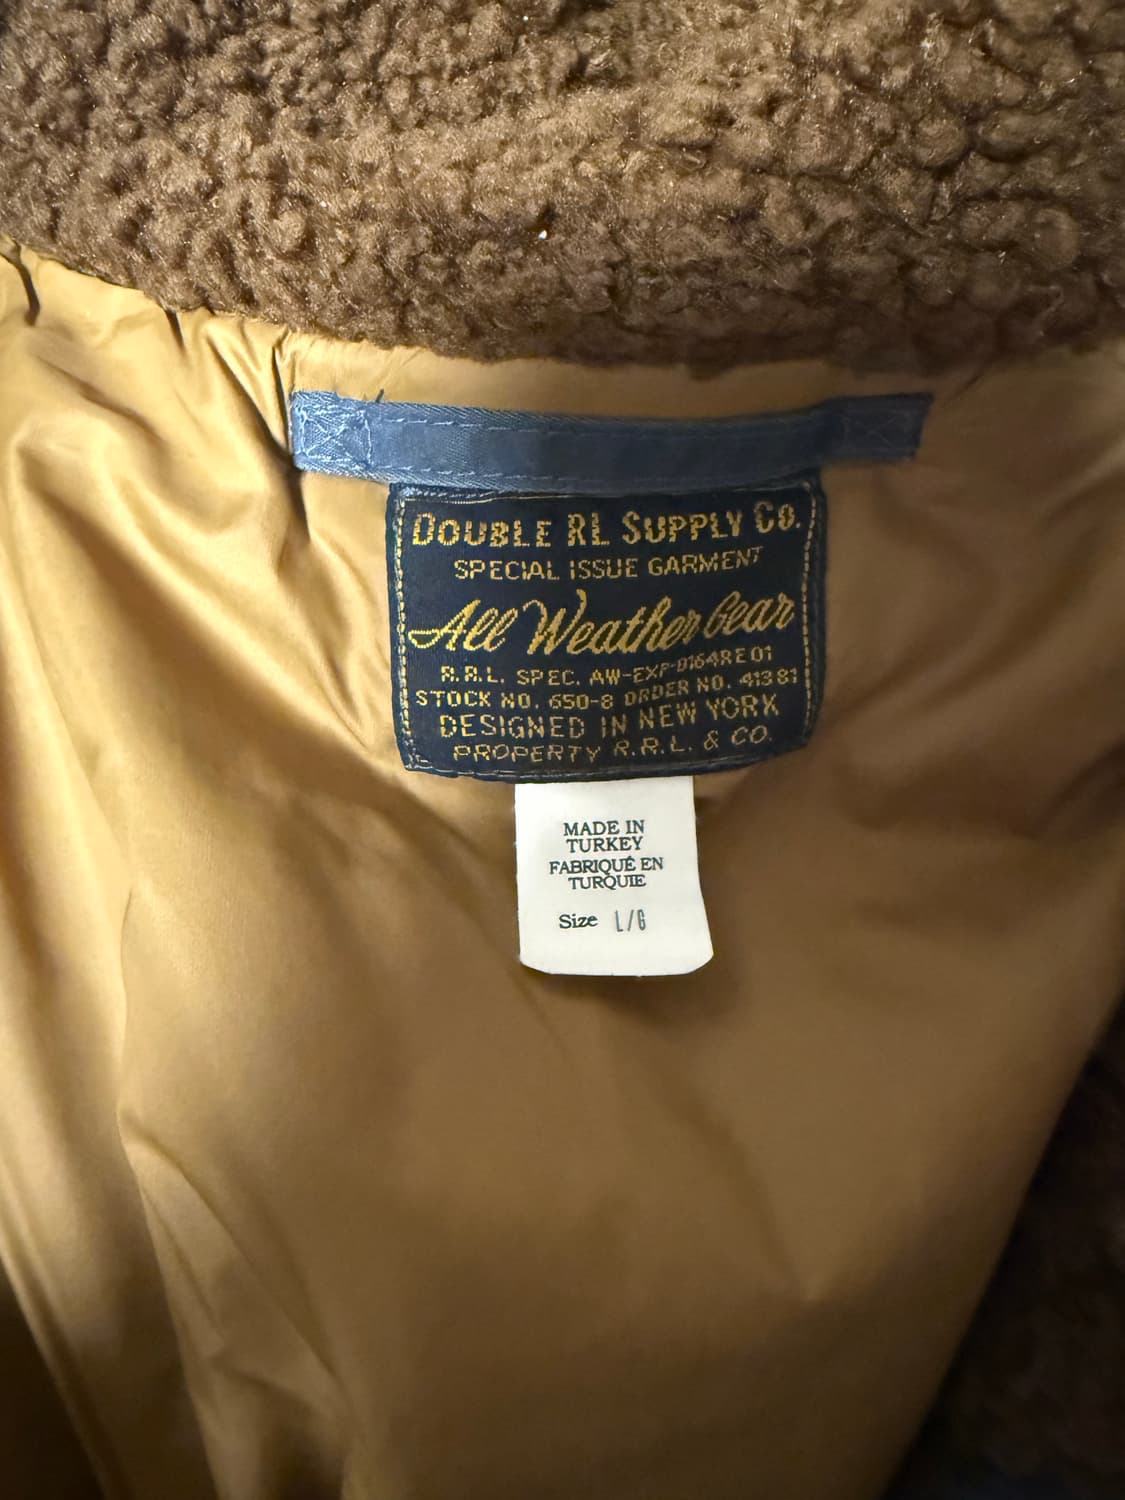 DOUBLE RL SUPPLY CO.
SPECIAL ISSUE GARMENT
All Weather Gear
R.R.L. SPEC. AW-EXP-0164RE01
STOCK NO. 650-8 ORDER NO. 41381
DESIGNED IN NEW YORK
PROPERTY R.R.L. & CO.
MADE IN
TURKEY
FABRIQUÉ EN
TURQUIE
Size L/G